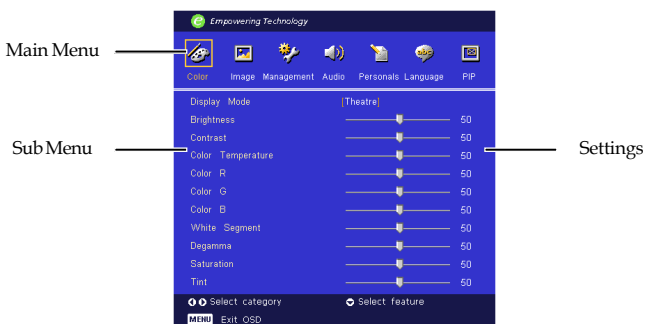 Empowering Technology
Main Menu
Color Image Management Audio Personals Language PIP
Display Mode [Theatre]
Brightness 50
Contrast 50
Sub Menu
Settings
Color Temperature 50
Color R 50
Color G 50
Color B 50
White Segment 50
Degamma 50
Saturation 50
Tint 50
Select category Select feature
MENU Exit OSD